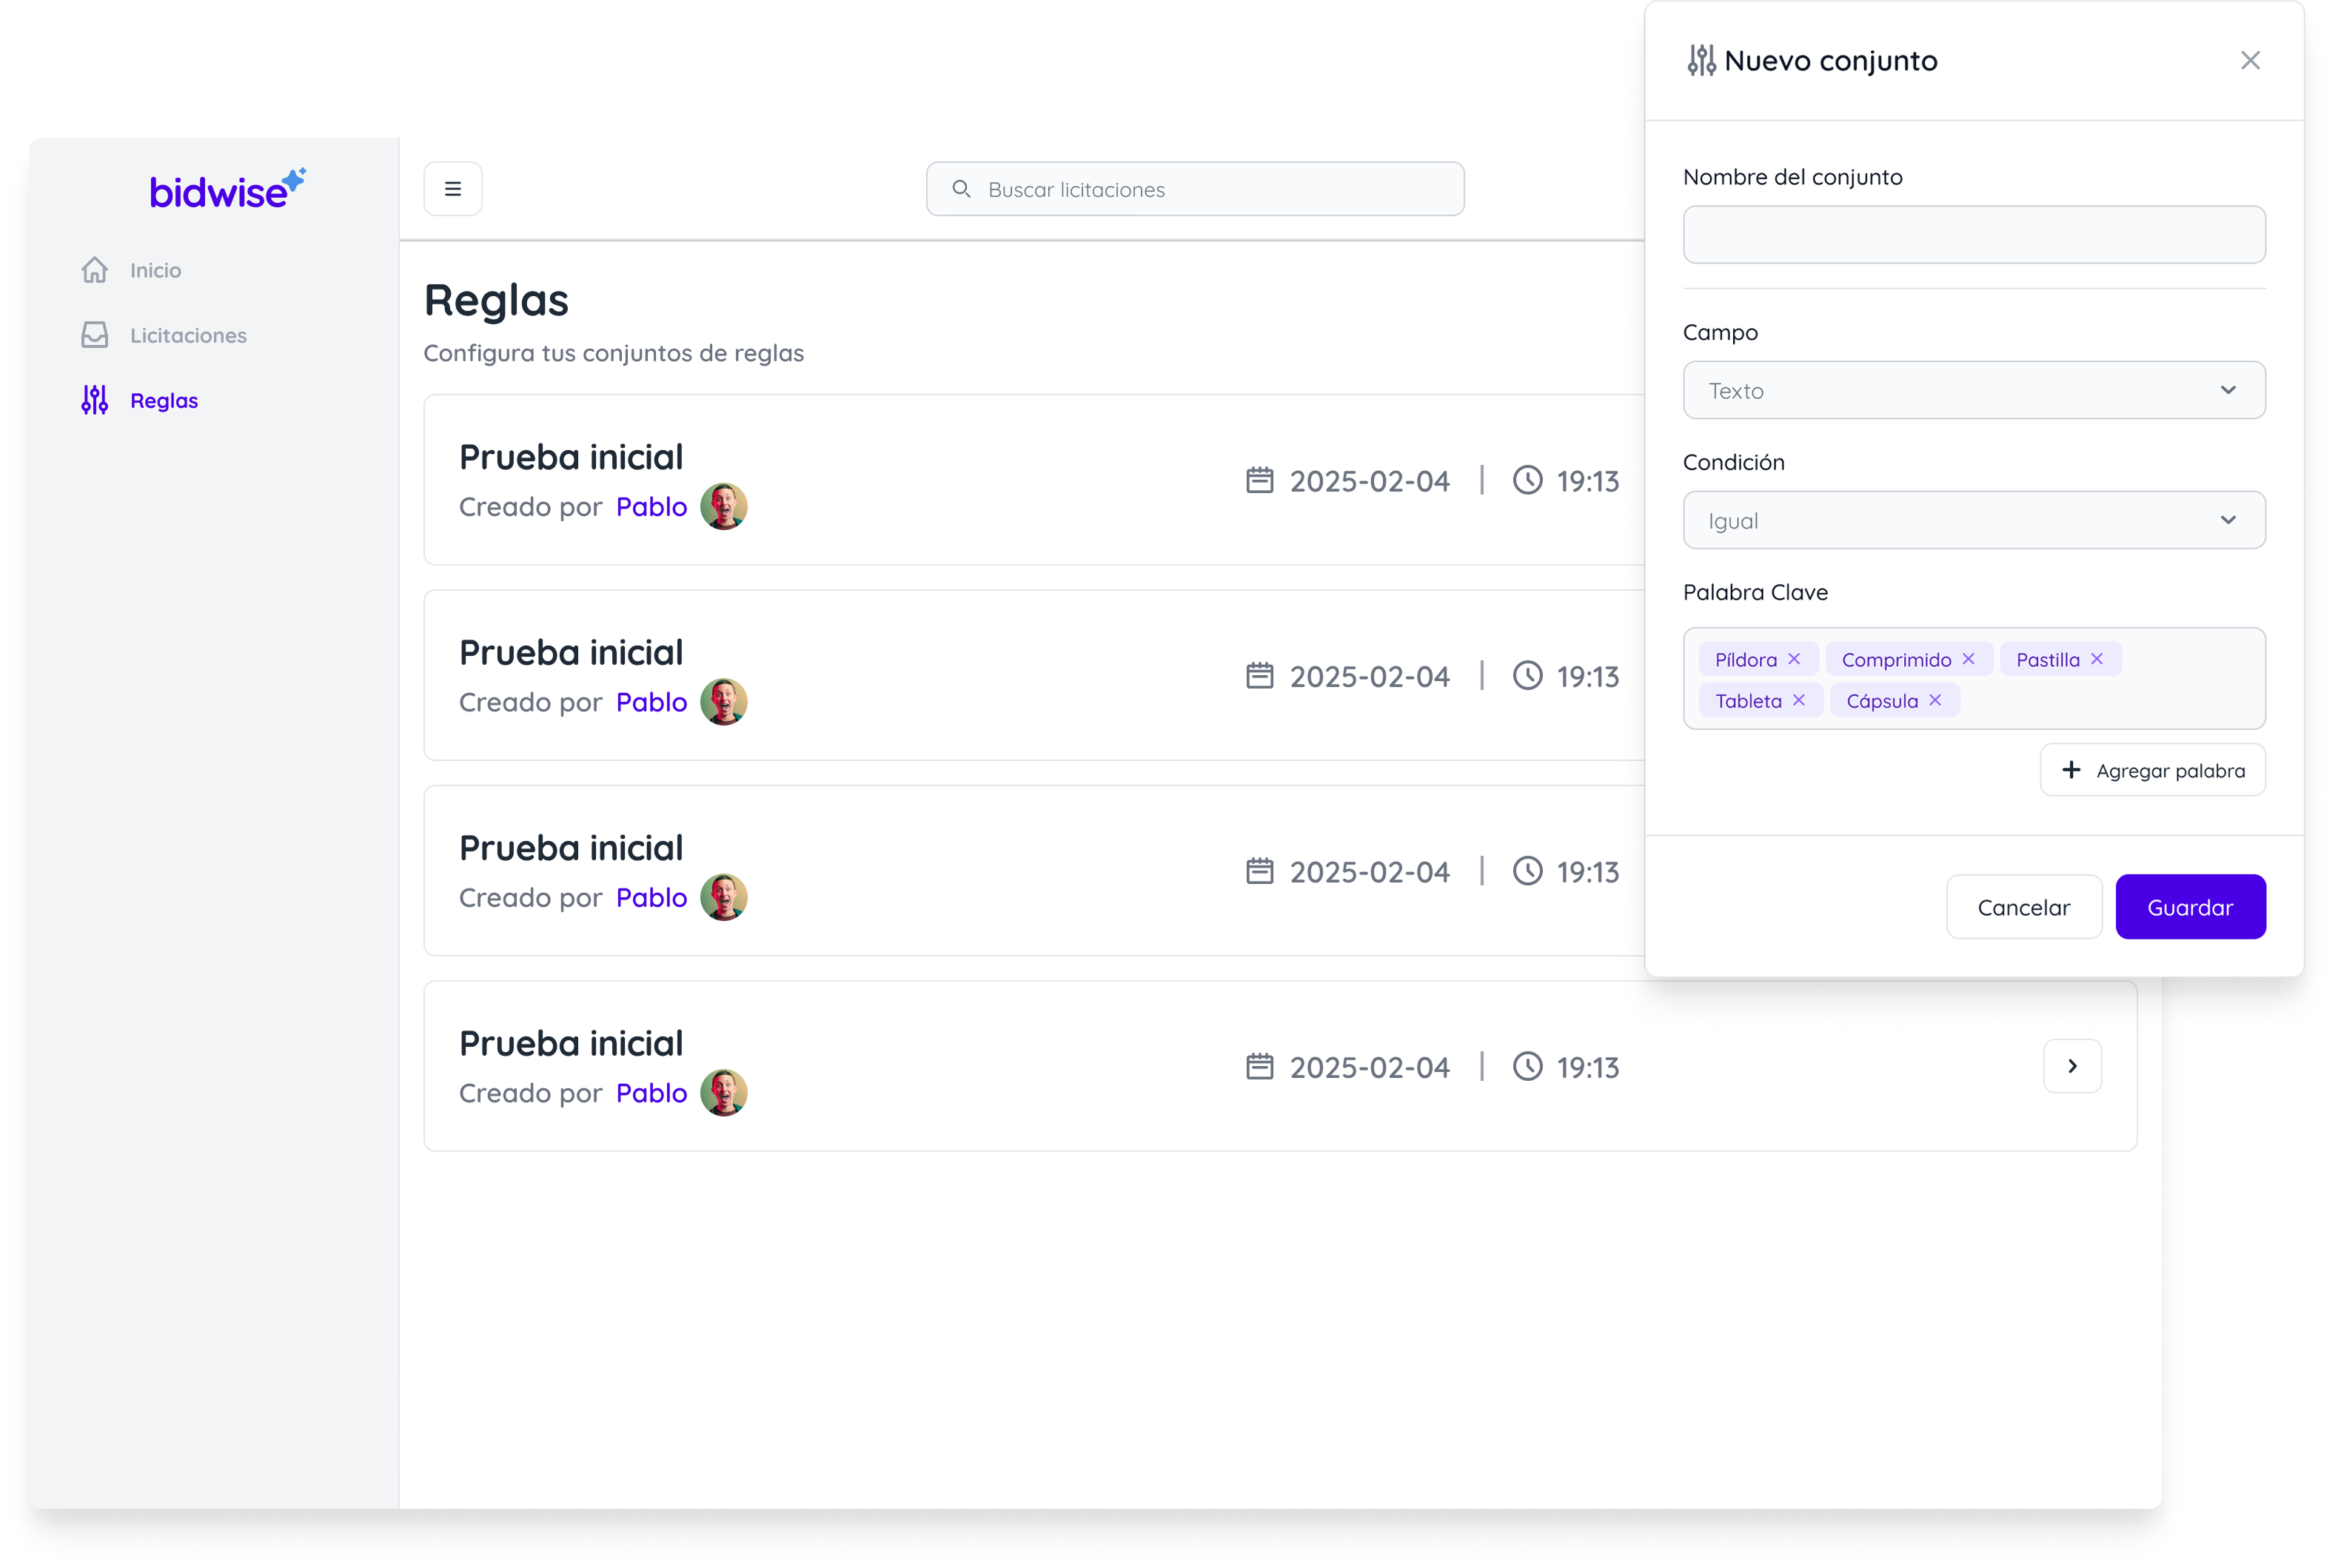 bidwise
Inicio
Licitaciones
Reglas
Buscar licitaciones
Reglas
Configura tus conjuntos de reglas
Prueba inicial
Creado por Pablo
2025-02-04 | 19:13
Prueba inicial
Creado por Pablo
2025-02-04 | 19:13
Prueba inicial
Creado por Pablo
2025-02-04 | 19:13
Prueba inicial
Creado por Pablo
2025-02-04 | 19:13
Nuevo conjunto
Nombre del conjunto
Campo
Texto
Condición
Igual
Palabra Clave
Píldora Comprimido Pastilla
Tableta Cápsula
Agregar palabra
Cancelar Guardar